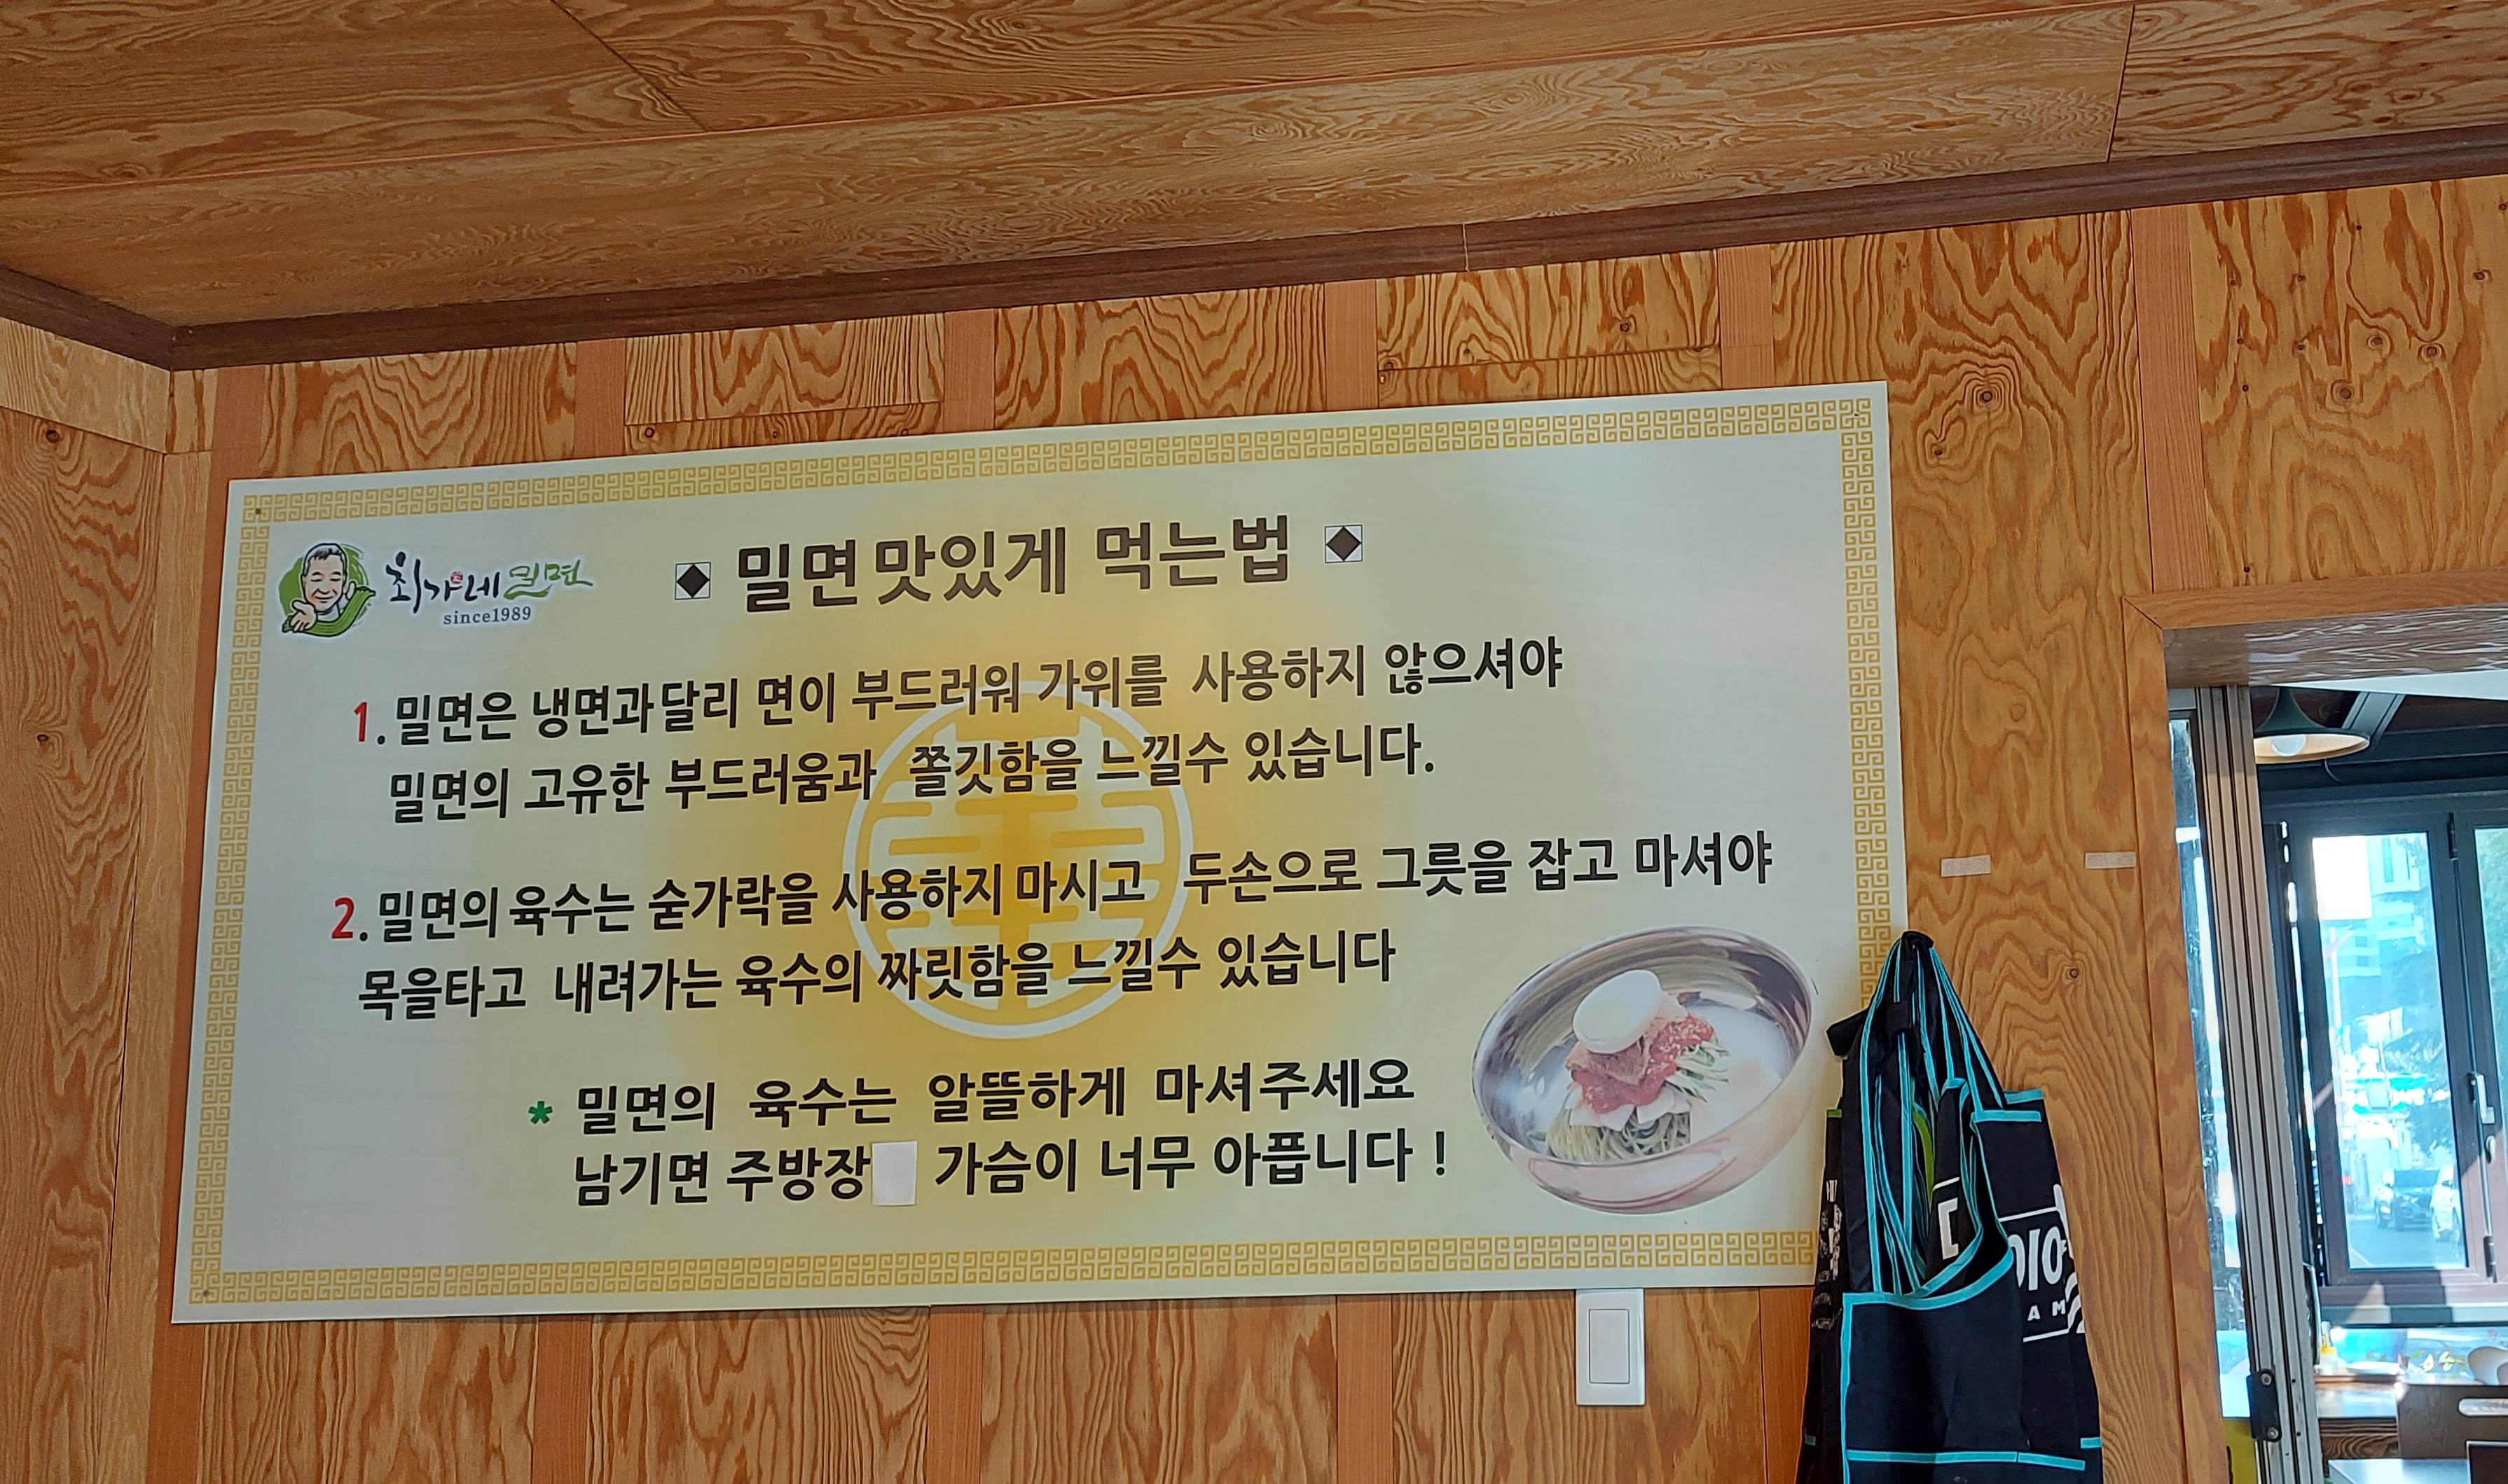 최가네밀면
since1989
밀면 맛있게 먹는법
1. 밀면은 냉면과달리 면이 부드러워 가위를 사용하지 않으셔야
밀면의 고유한 부드러움과 쫄깃함을 느낄수 있습니다.
2. 밀면의 육수는 숟가락을 사용하지 마시고 두손으로 그릇을 잡고 마셔야
목을타고 내려가는 육수의 짜릿함을 느낄수 있습니다
* 밀면의 육수는 알뜰하게 마셔주세요
남기면 주방장 가슴이 너무 아픕니다 !